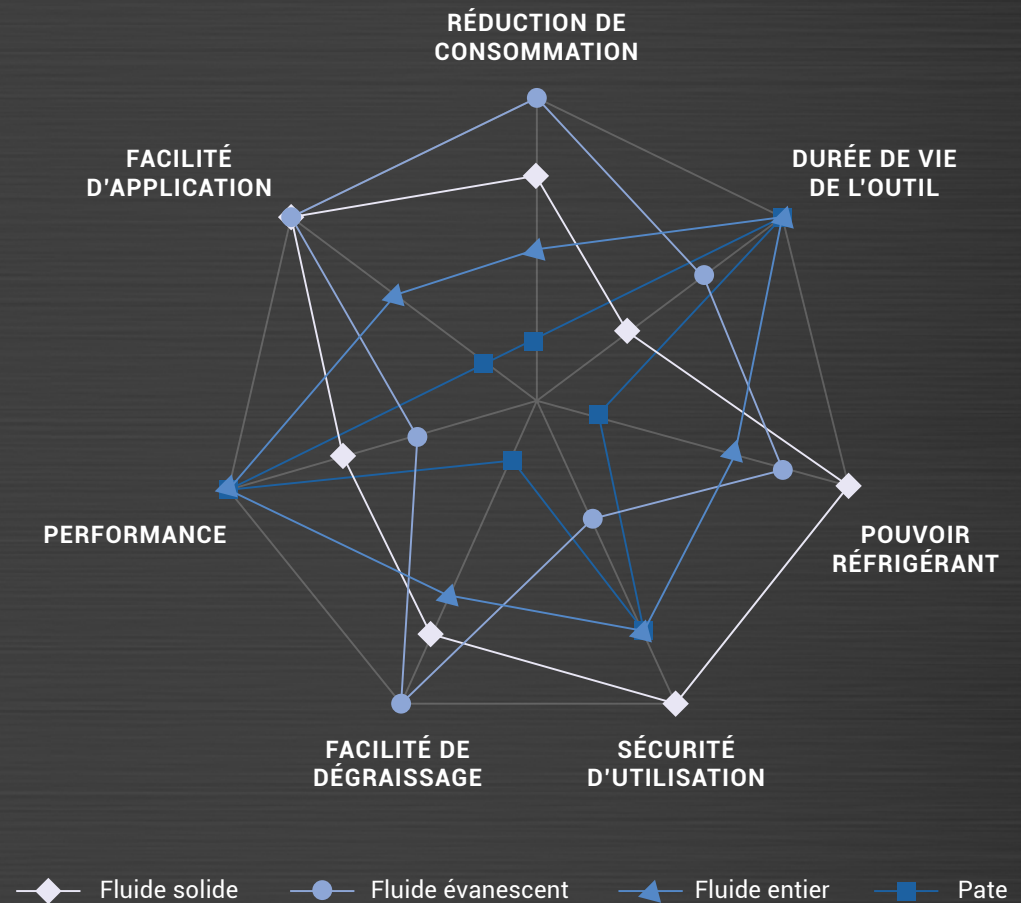 RÉDUCTION DE
CONSOMMATION
FACILITÉ
D'APPLICATION
DURÉE DE VIE
DE L'OUTIL
PERFORMANCE
POUVOIR
RÉFRIGÉRANT
FACILITÉ DE
DÉGRAISSAGE
SÉCURITÉ
D'UTILISATION
Fluide solide
Fluide évanescent
Fluide entier
Pate